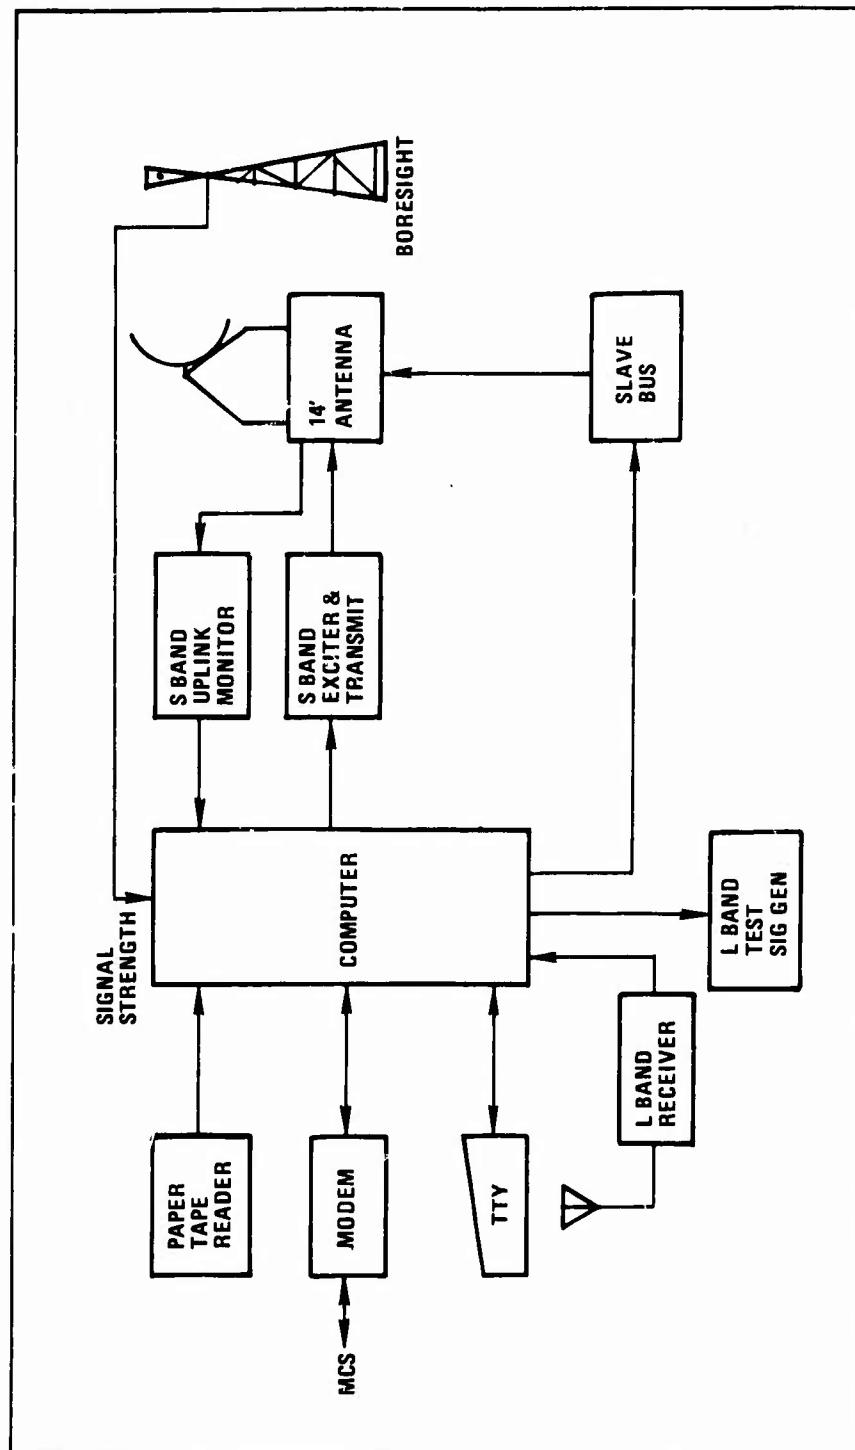 SIGNAL
STRENGTH
BORESIGHT
PAPER
TAPE
READER
S BAND
UPLINK
MONITOR
MODEM
MCS
COMPUTER
S BAND
EXCITER &
TRANSMIT
14'
ANTENNA
TTY
L BAND
RECEIVER
L BAND
TEST
SIG GEN
SLAVE
BUS